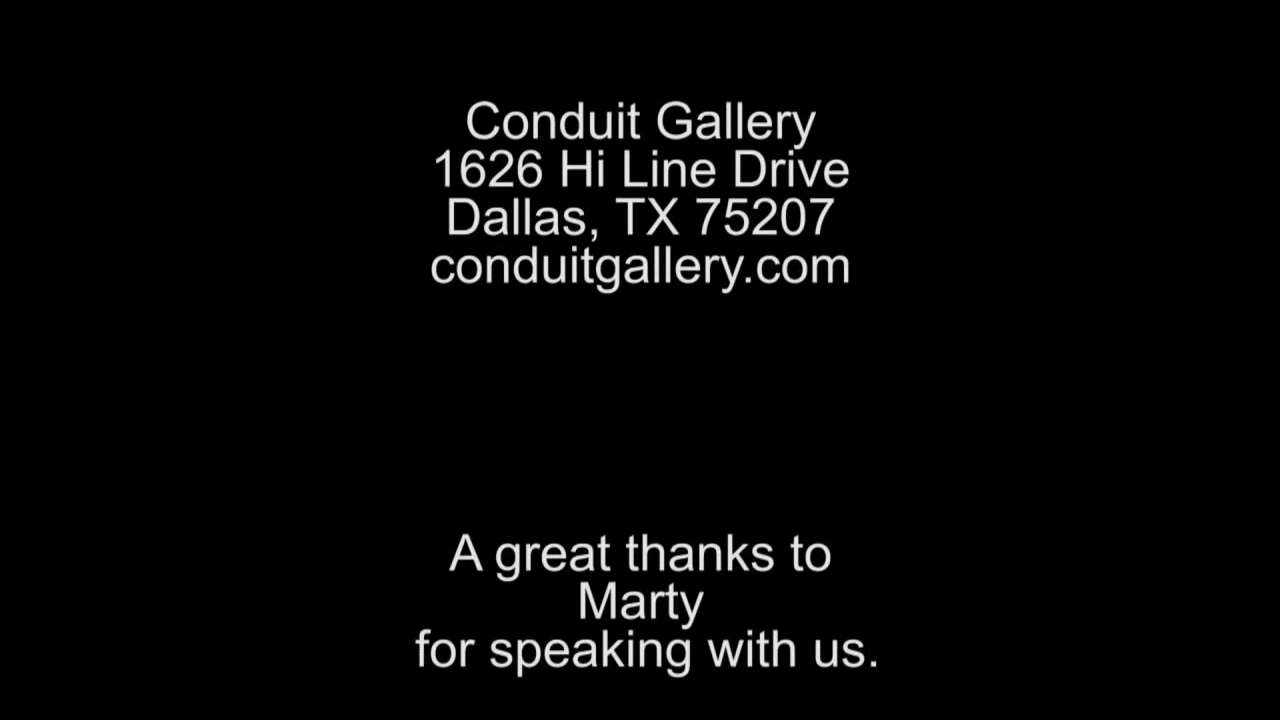 Conduit Gallery
1626 Hi Line Drive
Dallas, TX 75207
conduitgallery.com
A great thanks to
Marty
for speaking with us.